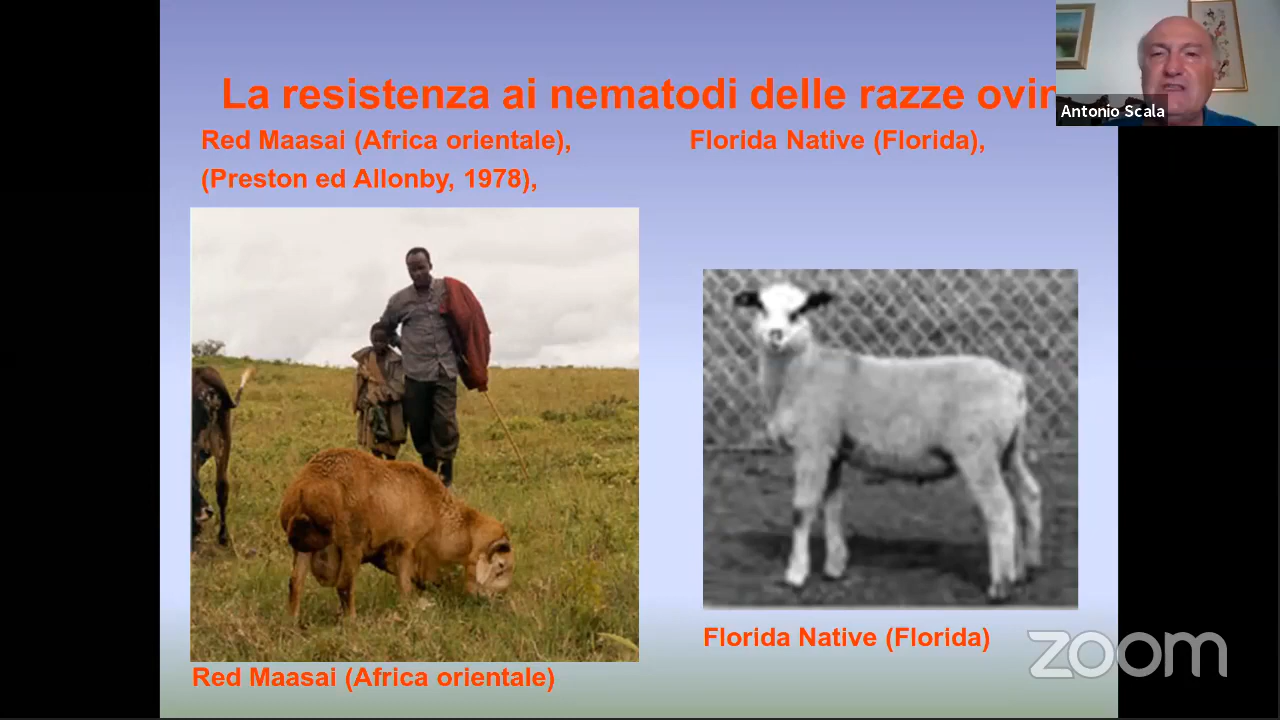 La resistenza ai nematodi delle razze ovin
Red Maasai (Africa orientale),
(Preston ed Allonby, 1978),
Florida Native (Florida),
Antonio Scala
Florida Native (Florida)
Red Maasai (Africa orientale)
zoom